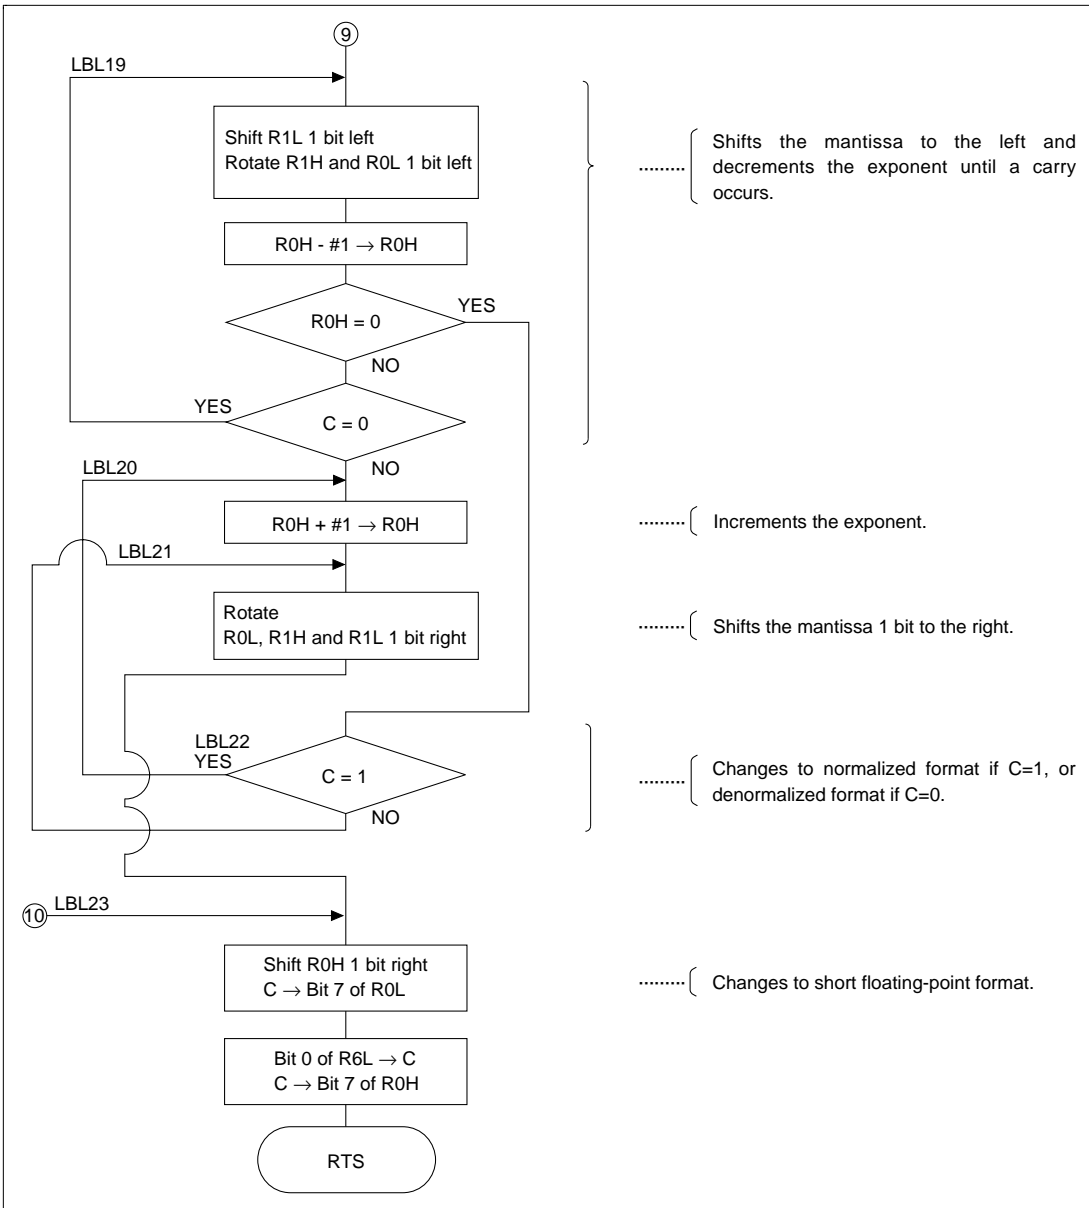 9
LBL19
Shift R1L 1 bit left
Rotate R1H and R0L 1 bit left
Shifts the mantissa to the left and
decrements the exponent until a carry
occurs.
R0H - #1 → R0H
R0H = 0
YES
NO
C = 0
YES
NO
LBL20
R0H + #1 → R0H
Increments the exponent.
LBL21
Rotate
R0L, R1H and R1L 1 bit right
Shifts the mantissa 1 bit to the right.
LBL22
YES
C = 1
NO
Changes to normalized format if C=1, or
denormalized format if C=0.
10
LBL23
Shift R0H 1 bit right
C → Bit 7 of R0L
Changes to short floating-point format.
Bit 0 of R6L → C
C → Bit 7 of R0H
RTS